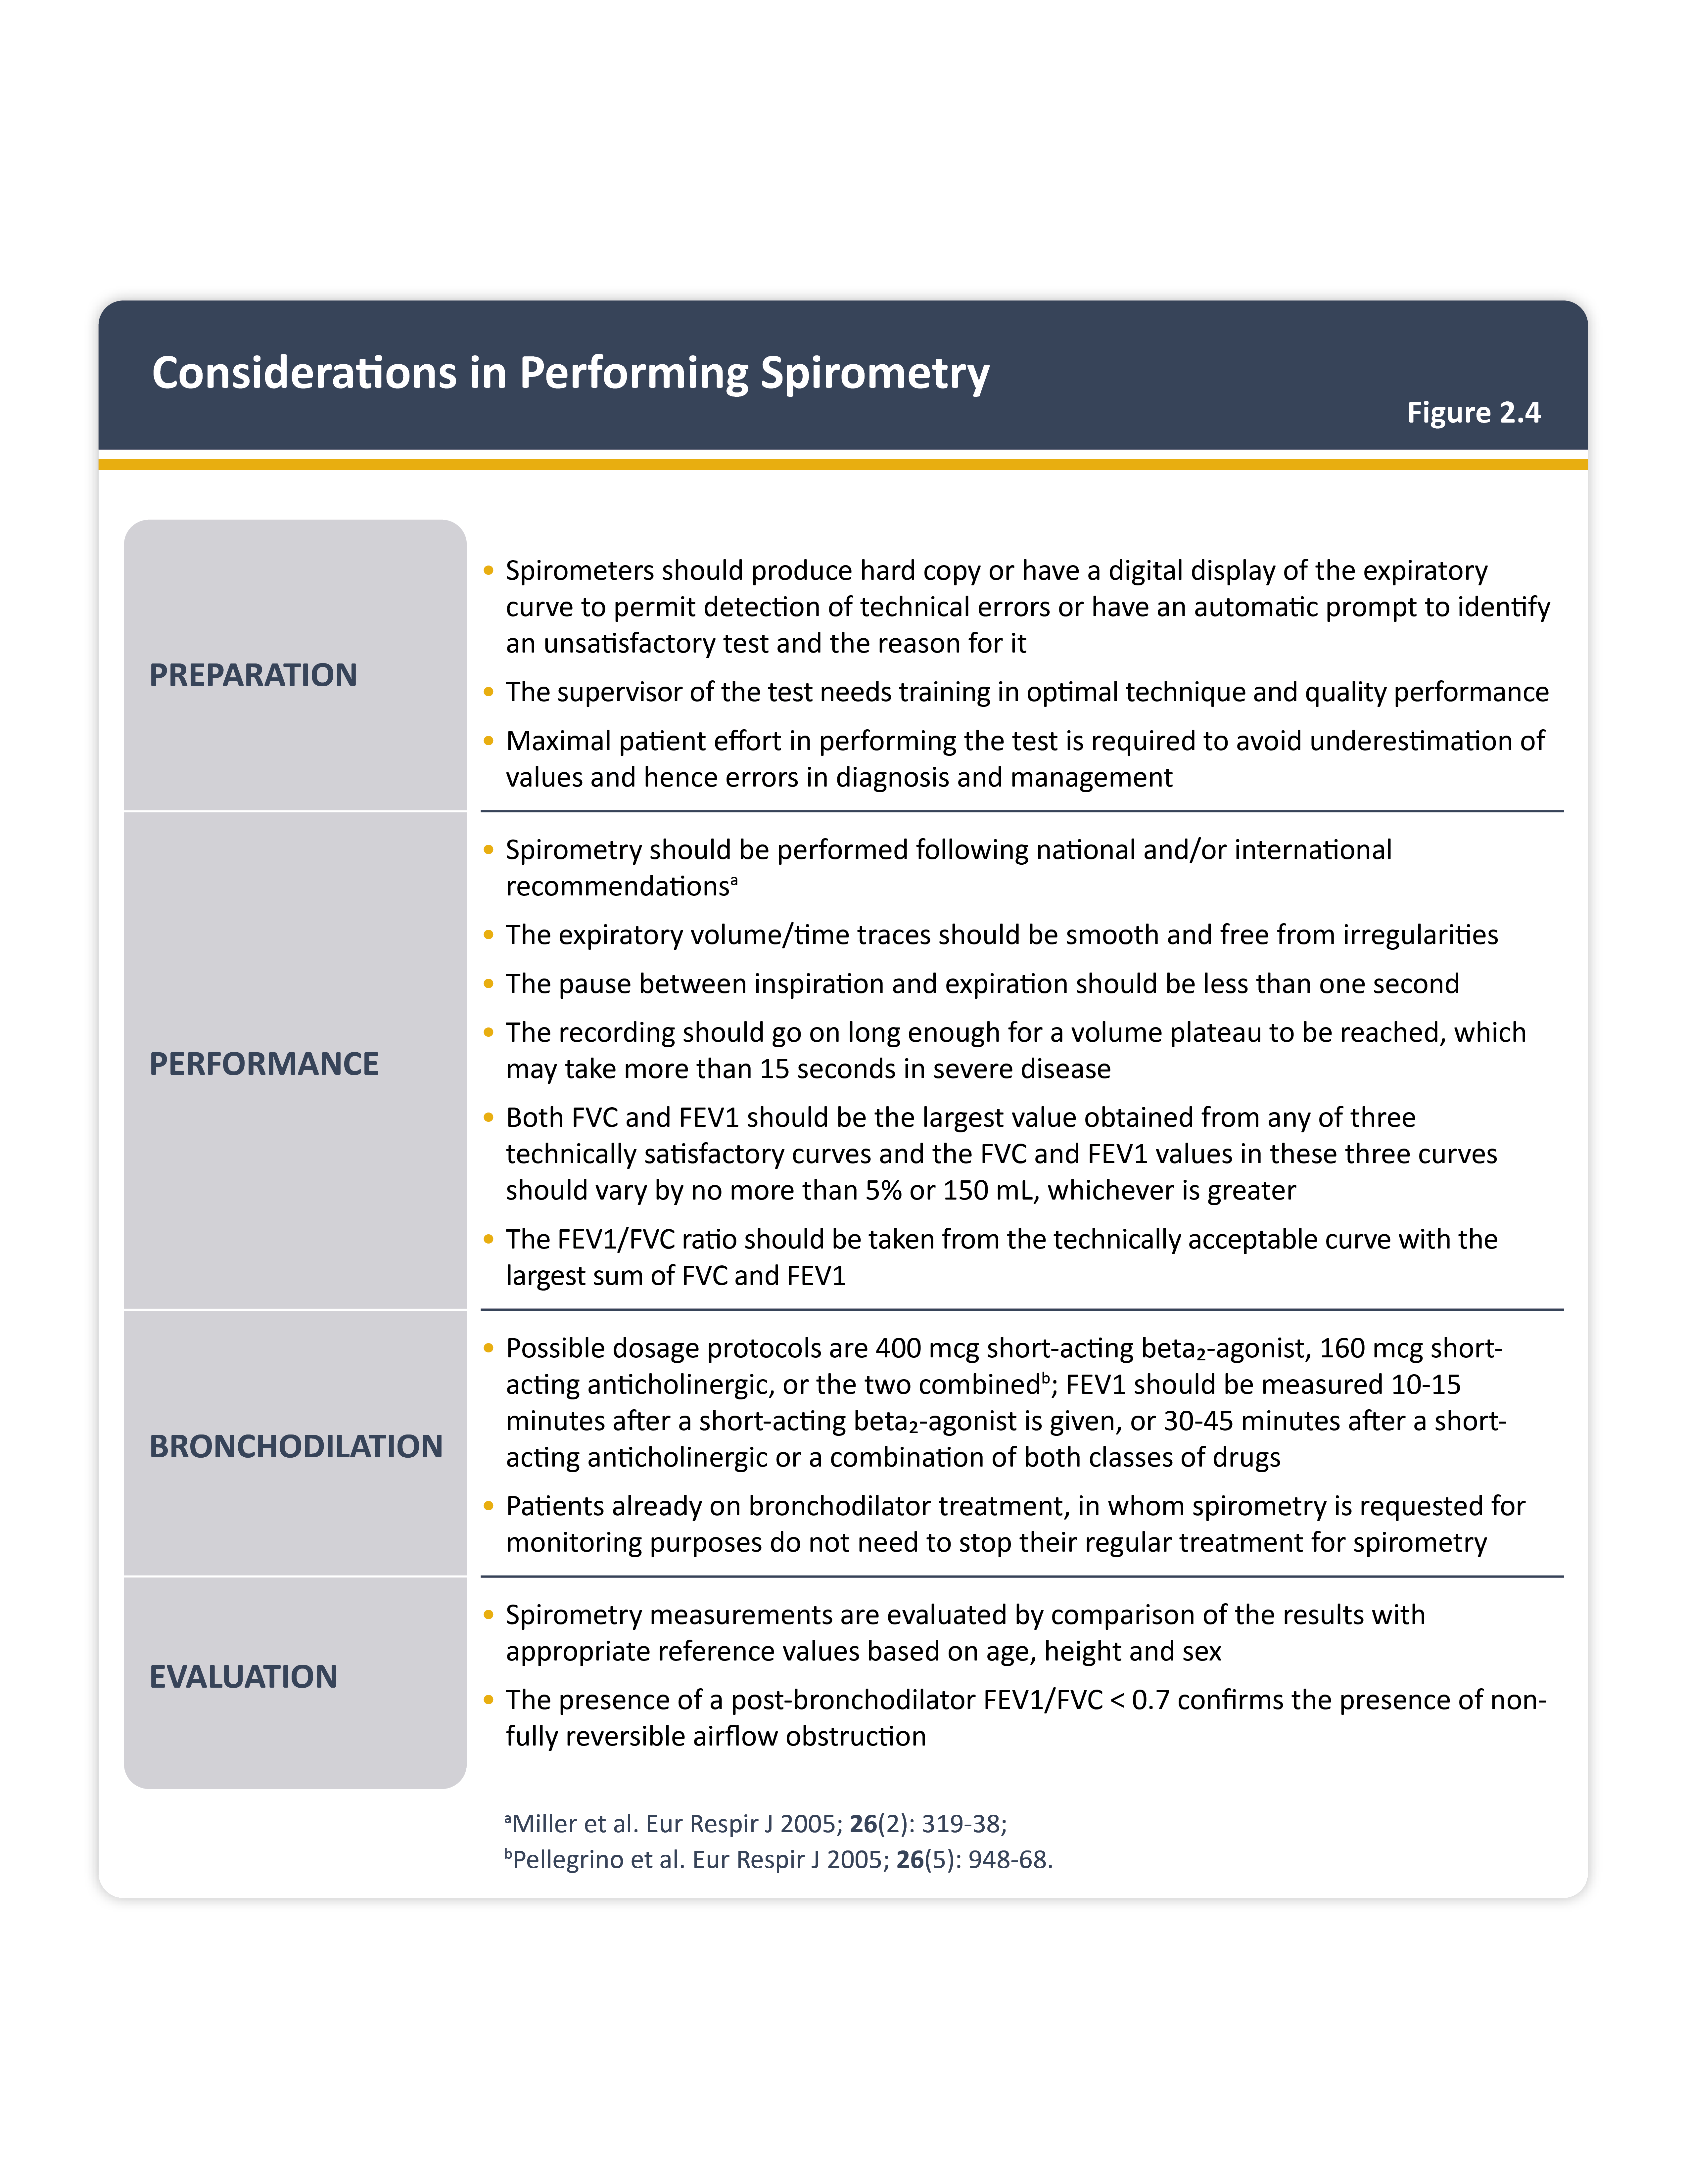 Considerations in Performing Spirometry
Figure 2.4
PREPARATION
• Spirometers should produce hard copy or have a digital display of the expiratory
curve to permit detection of technical errors or have an automatic prompt to identify
an unsatisfactory test and the reason for it
• The supervisor of the test needs training in optimal technique and quality performance
• Maximal patient effort in performing the test is required to avoid underestimation of
values and hence errors in diagnosis and management
PERFORMANCE
• Spirometry should be performed following national and/or international
recommendationsᵃ
• The expiratory volume/time traces should be smooth and free from irregularities
• The pause between inspiration and expiration should be less than one second
• The recording should go on long enough for a volume plateau to be reached, which
may take more than 15 seconds in severe disease
• Both FVC and FEV1 should be the largest value obtained from any of three
technically satisfactory curves and the FVC and FEV1 values in these three curves
should vary by no more than 5% or 150 mL, whichever is greater
• The FEV1/FVC ratio should be taken from the technically acceptable curve with the
largest sum of FVC and FEV1
BRONCHODILATION
• Possible dosage protocols are 400 mcg short-acting beta₂-agonist, 160 mcg short-
acting anticholinergic, or the two combinedᵇ; FEV1 should be measured 10-15
minutes after a short-acting beta₂-agonist is given, or 30-45 minutes after a short-
acting anticholinergic or a combination of both classes of drugs
• Patients already on bronchodilator treatment, in whom spirometry is requested for
monitoring purposes do not need to stop their regular treatment for spirometry
EVALUATION
• Spirometry measurements are evaluated by comparison of the results with
appropriate reference values based on age, height and sex
• The presence of a post-bronchodilator FEV1/FVC < 0.7 confirms the presence of non-
fully reversible airflow obstruction
ᵃMiller et al. Eur Respir J 2005; 26(2): 319-38;
ᵇPellegrino et al. Eur Respir J 2005; 26(5): 948-68.